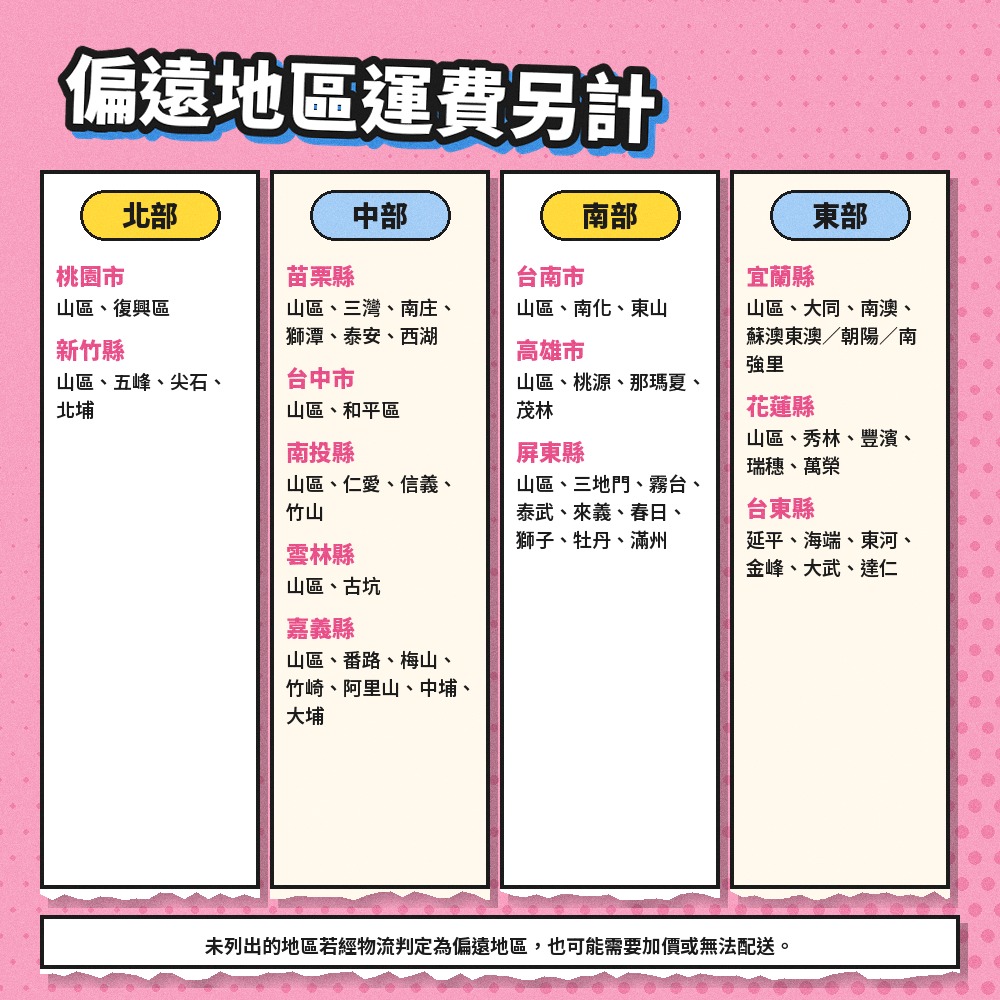 偏遠地區運費另計
北部
桃園市
山區、復興區
新竹縣
山區、五峰、尖石、
北埔
中部
苗栗縣
山區、三灣、南庄、
獅潭、泰安、西湖
台中市
山區、和平區
南投縣
山區、仁愛、信義、
竹山
雲林縣
山區、古坑
嘉義縣
山區、番路、梅山、
竹崎、阿里山、中埔、
大埔
南部
台南市
山區、南化、東山
高雄市
山區、桃源、那瑪夏、
茂林
屏東縣
山區、三地門、霧台、
泰武、來義、春日、
獅子、牡丹、滿州
東部
宜蘭縣
山區、大同、南澳、
蘇澳東澳／朝陽／南
強里
花蓮縣
山區、秀林、豐濱、
瑞穗、萬榮
台東縣
延平、海端、東河、
金峰、大武、達仁
未列出的地區若經物流判定為偏遠地區，也可能需要加價或無法配送。